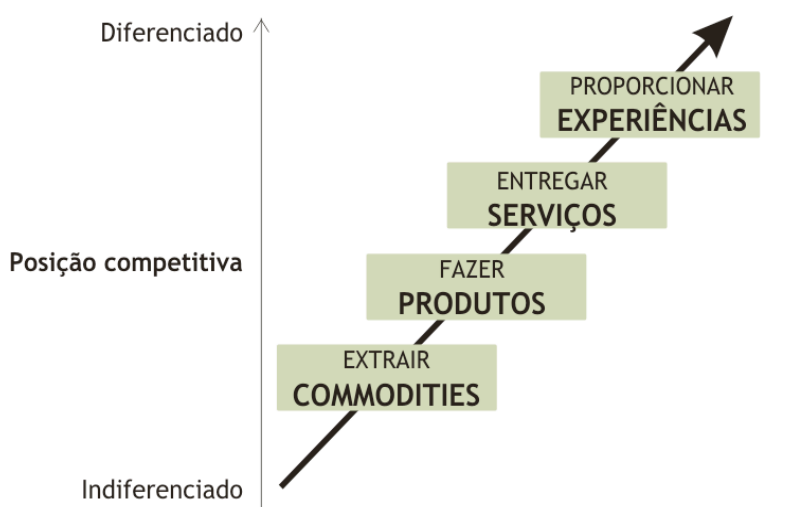 Diferenciado
PROPORCIONAR
EXPERIÊNCIAS
ENTREGAR
SERVIÇOS
Posição competitiva
FAZER
PRODUTOS
EXTRAIR
COMMODITIES
Indiferenciado